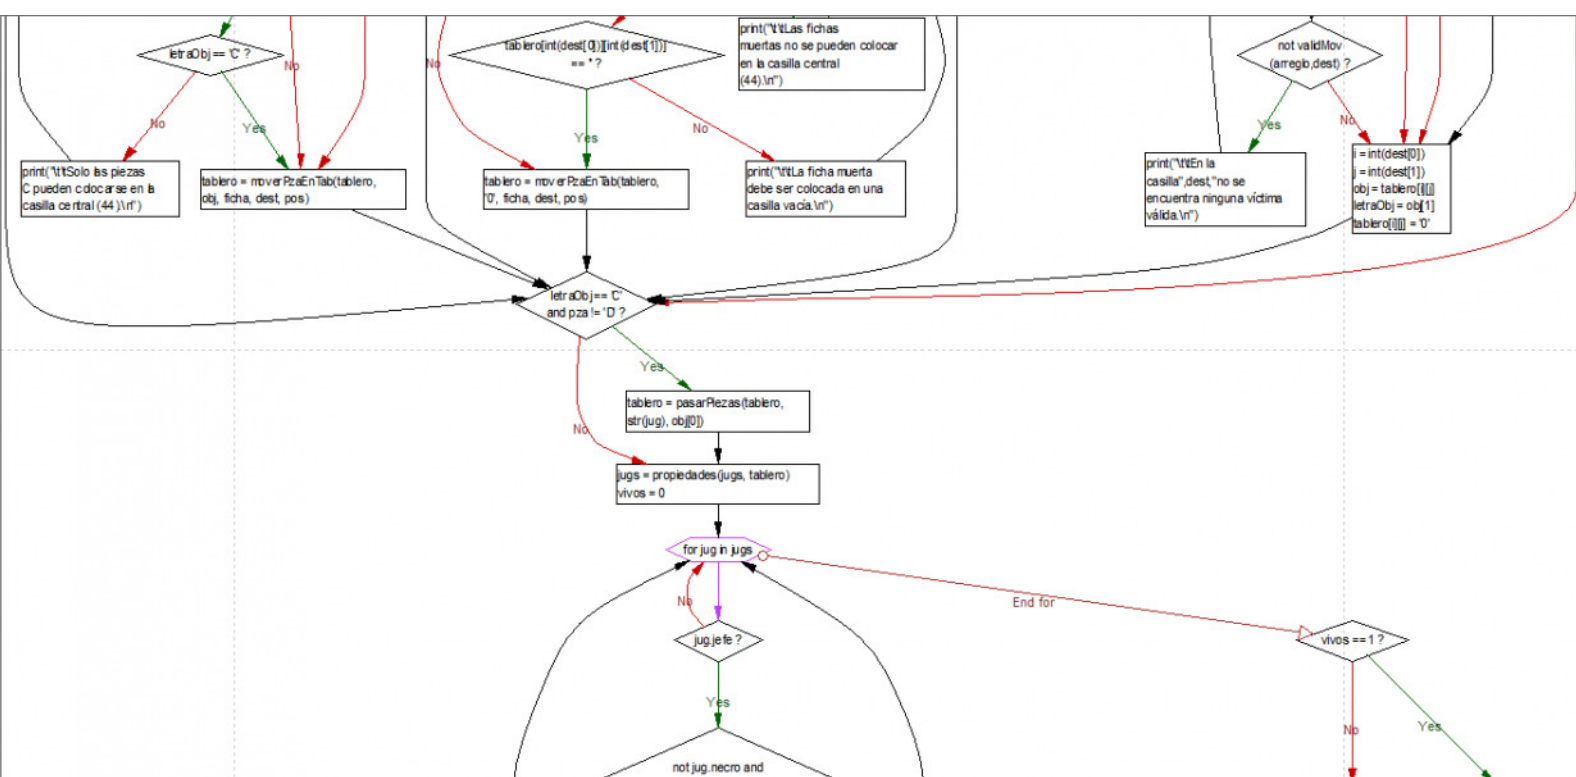 letraObj == 'C' ?
No
Yes
No
print("\t\tSolo las piezas
C pueden colocarse en la
casilla central (44).\n")
tablero = moverPzaEnTab(tablero,
obj, ficha, dest, pos)
No
tablero[int(dest[0])][int(dest[1])]
== '' ?
Yes
No
print("\t\tLas fichas
muertas no se pueden colocar
en la casilla central
(44).\n")
tablero = moverPzaEnTab(tablero,
'0', ficha, dest, pos)
print("\t\tLa ficha muerta
debe ser colocada en una
casilla vacía.\n")
not validMov
(arreglo,dest) ?
Yes
No
print("\t\tEn la
casilla",dest,"no se
encuentra ninguna víctima
válida.\n")
i = int(dest[0])
j = int(dest[1])
obj = tablero[i][j]
letraObj = obj[1]
tablero[i][j] = '0'
letraObj == 'C'
and pza != 'D' ?
Yes
No
tablero = pasarPiezas(tablero,
str(jug), obj[0])
jugs = propiedades(jugs, tablero)
vivos = 0
for jug in jugs
No
End for
jug.jefe ?
Yes
vivos == 1 ?
No
Yes
not jug.necro and